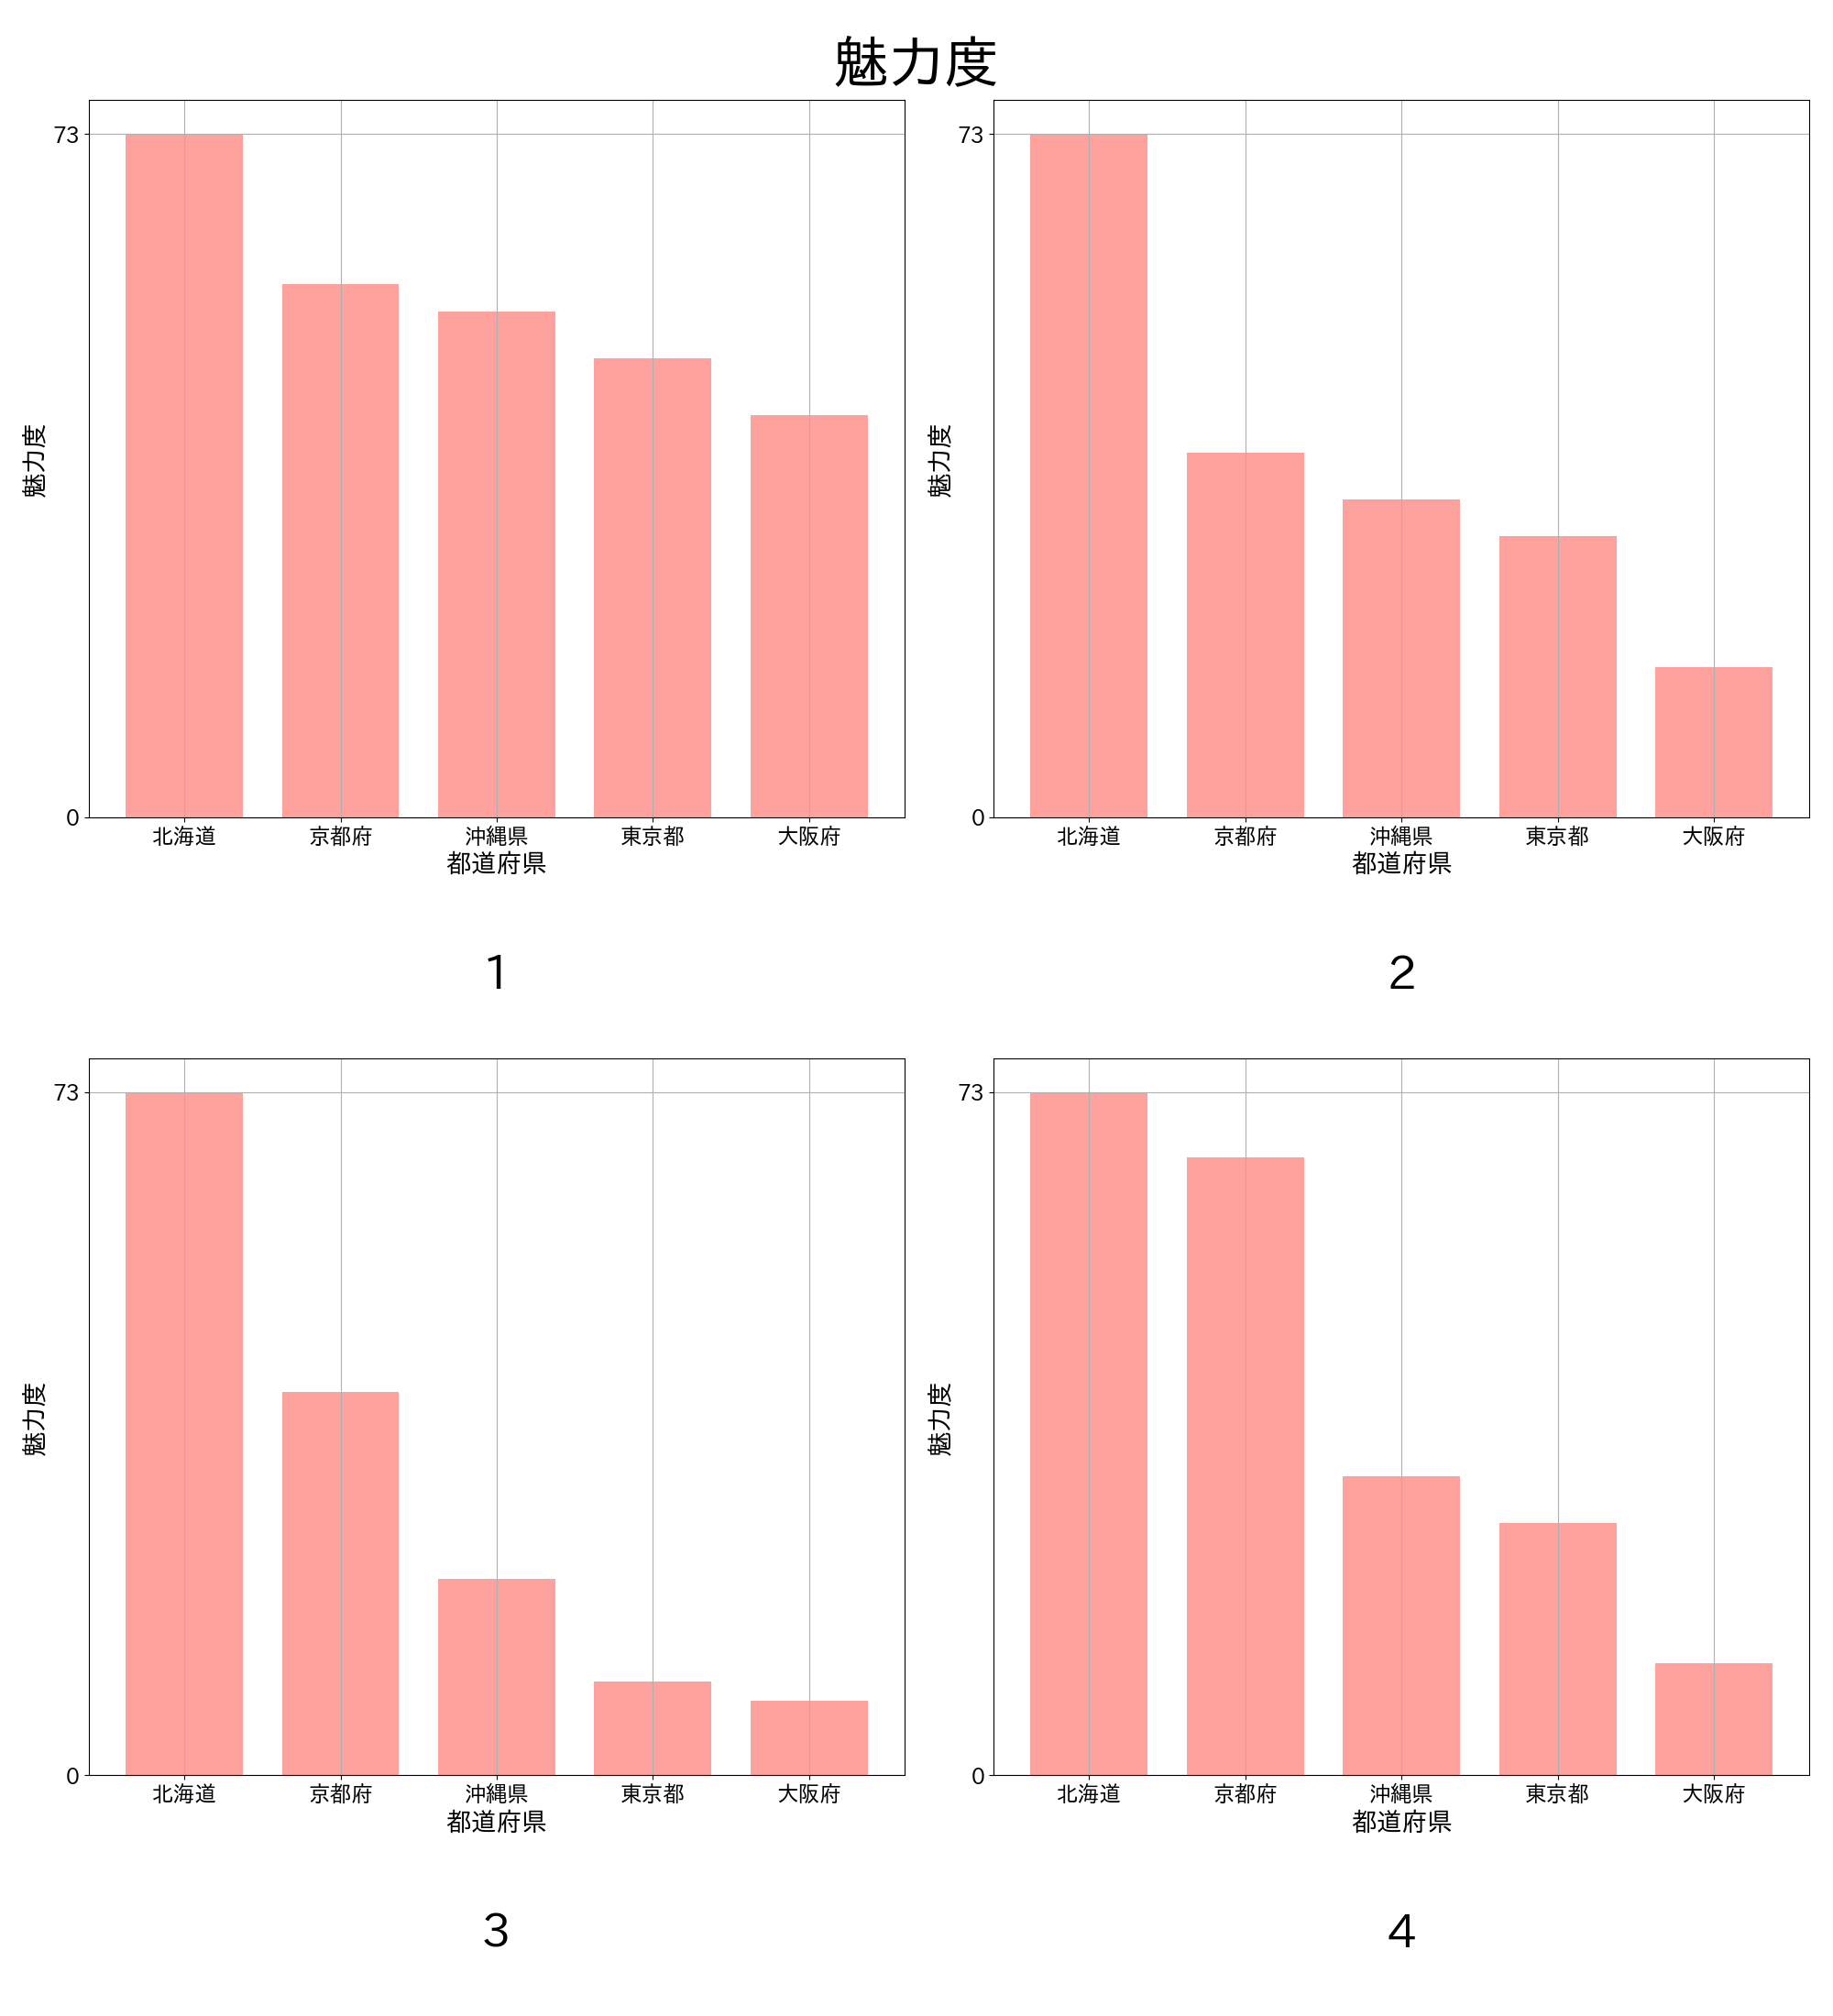 魅力度
73
0
魅力度
北海道 京都府 沖縄県 東京都 大阪府
都道府県
1
73
0
魅力度
北海道 京都府 沖縄県 東京都 大阪府
都道府県
2
73
0
魅力度
北海道 京都府 沖縄県 東京都 大阪府
都道府県
3
73
0
魅力度
北海道 京都府 沖縄県 東京都 大阪府
都道府県
4